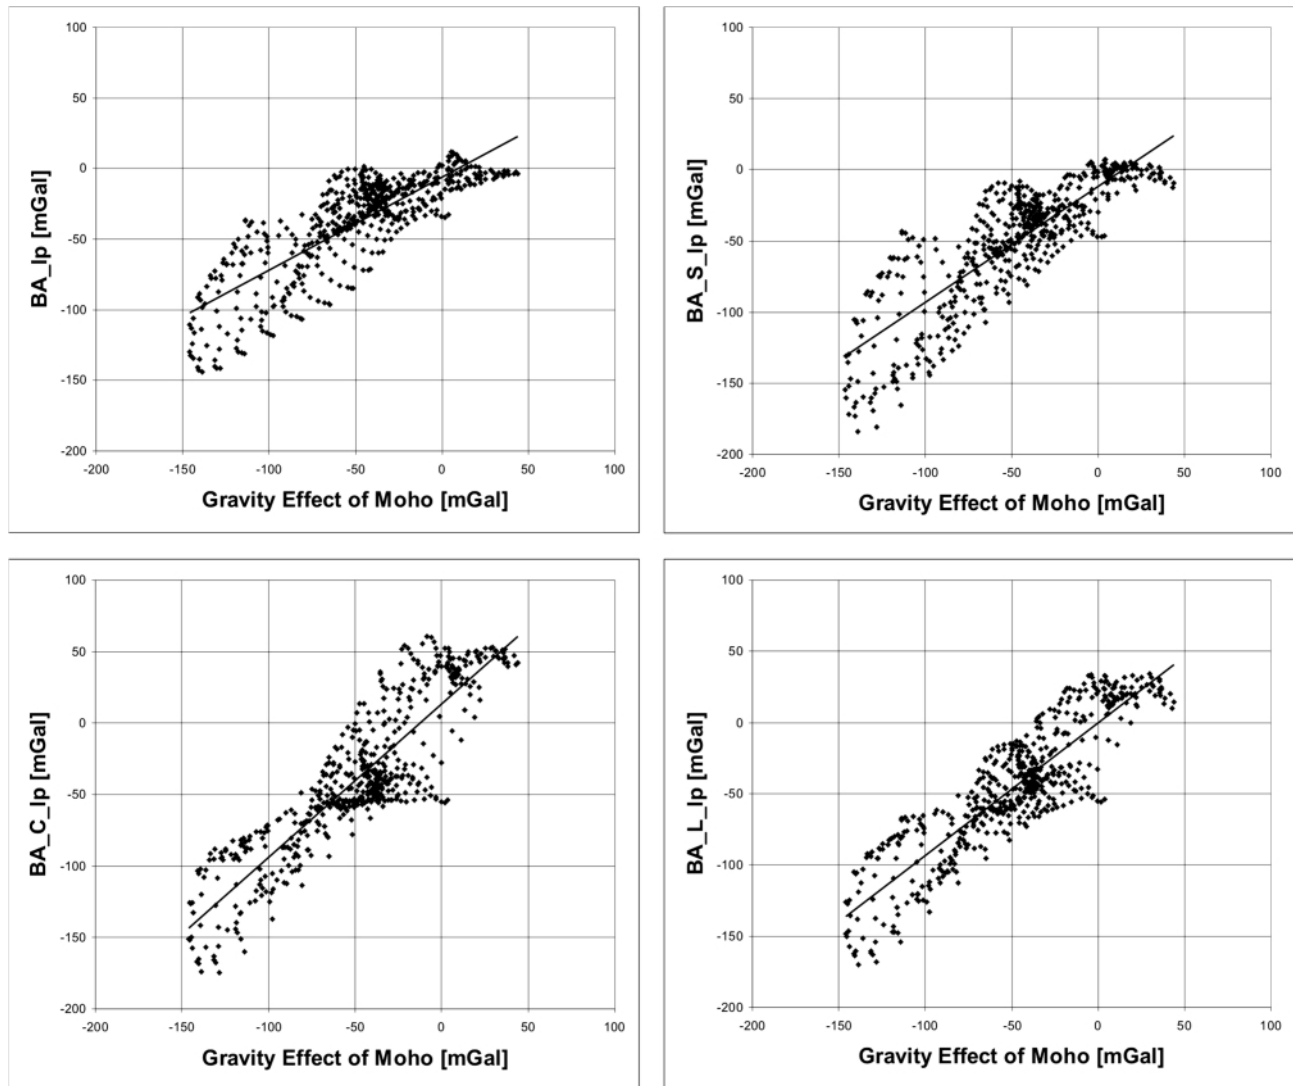 100
50
0
-50
-100
-150
-200
-200 -150 -100 -50 0 50 100
BA_lp [mGal]
Gravity Effect of Moho [mGal]
100
50
0
-50
-100
-150
-200
-200 -150 -100 -50 0 50 100
BA_S_lp [mGal]
Gravity Effect of Moho [mGal]
100
50
0
-50
-100
-150
-200
-200 -150 -100 -50 0 50 100
BA_C_lp [mGal]
Gravity Effect of Moho [mGal]
100
50
0
-50
-100
-150
-200
-200 -150 -100 -50 0 50 100
BA_L_lp [mGal]
Gravity Effect of Moho [mGal]